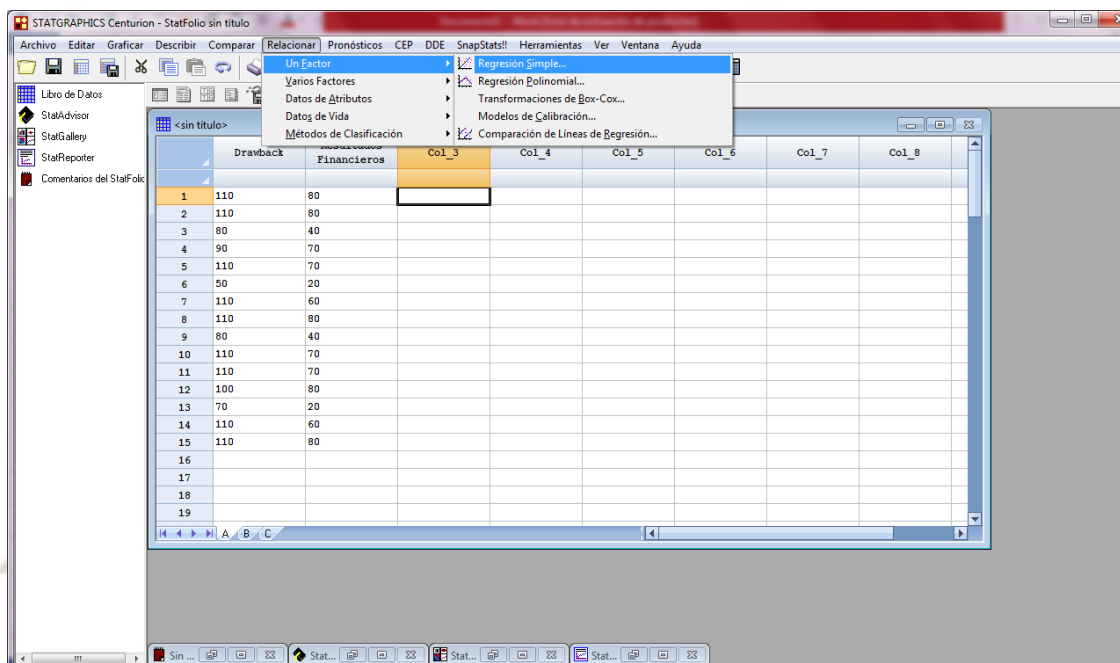 STATGRAPHICS Centurion - StatFolio sin título
Archivo Editar Graficar Describir Comparar Relacionar Pronósticos CEP DDE SnapStats!! Herramientas Ver Ventana Ayuda
Un Factor
Varios Factores
Datos de Atributos
Datos de Vida
Métodos de Clasificación
Regresión Simple...
Regresión Polinomial...
Transformaciones de Box-Cox...
Modelos de Calibración...
Comparación de Líneas de Regresión...
Libro de Datos
StatAdvisor
StatGallery
StatReporter
Comentarios del StatFolio
<sin título>
Drawback Resultados Financieros Col_3 Col_4 Col_5 Col_6 Col_7 Col_8
1 110 80
2 110 80
3 80 40
4 90 70
5 110 70
6 50 20
7 110 60
8 110 80
9 80 40
10 110 70
11 110 70
12 100 80
13 70 20
14 110 60
15 110 80
16
17
18
19
A B C
Sin ... Stat... Stat... Stat...